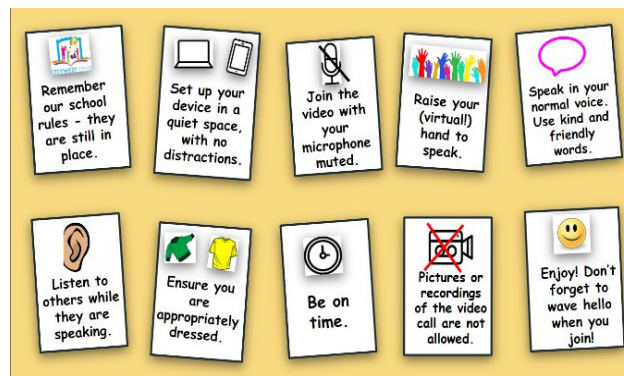 Remember
our school
rules - they
are still in
place.
Set up your
device in a
quiet space,
with no
distractions.
Join the
video with
your
microphone
muted.
Raise your
(virtual!)
hand to
speak.
Speak in your
normal voice.
Use kind and
friendly
words.
Listen to
others while
they are
speaking.
Ensure you
are
appropriately
dressed.
Be on
time.
Pictures or
recordings
of the video
call are not
allowed.
Enjoy! Don't
forget to
wave hello
when you
join!